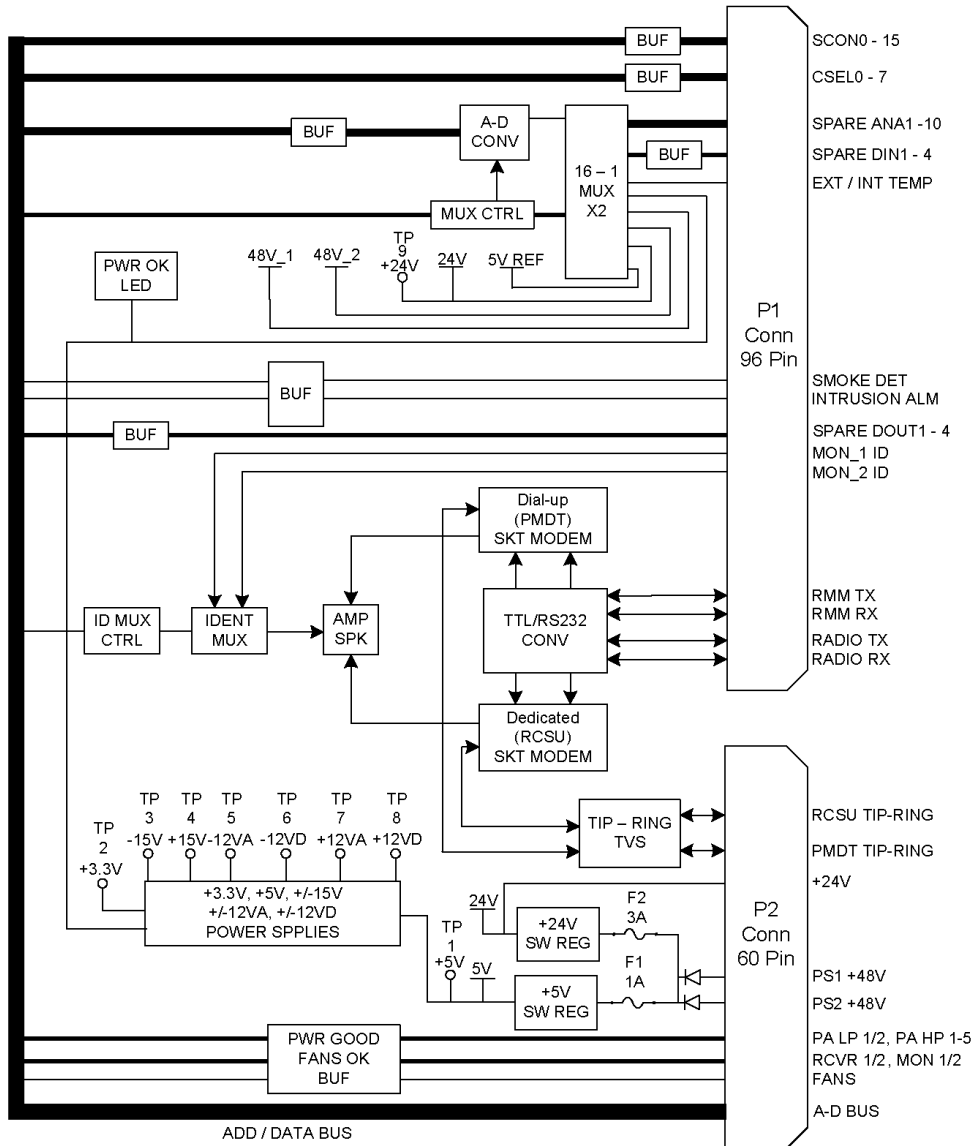 BUF
SCON0 - 15
BUF
CSEL0 - 7
BUF
A-D
CONV
16 – 1
MUX
X2
SPARE ANA1 -10
BUF
SPARE DIN1 - 4
EXT / INT TEMP
MUX CTRL
PWR OK
LED
48V_1
48V_2
TP
9
+24V
24V
5V REF
P1
Conn
96 Pin
BUF
SMOKE DET
INTRUSION ALM
BUF
SPARE DOUT1 - 4
MON_1 ID
MON_2 ID
Dial-up
(PMDT)
SKT MODEM
ID MUX
CTRL
IDENT
MUX
AMP
SPK
TTL/RS232
CONV
RMM TX
RMM RX
RADIO TX
RADIO RX
Dedicated
(RCSU)
SKT MODEM
TP
2
+3.3V
TP
3
-15V
TP
4
+15V
TP
5
-12VA
TP
6
-12VD
TP
7
+12VA
TP
8
+12VD
TIP – RING
TVS
RCSU TIP-RING
PMDT TIP-RING
+24V
+3.3V, +5V, +/-15V
+/-12VA, +/-12VD
POWER SPPLIES
TP
1
+5V
24V
5V
+24V
SW REG
F2
3A
+5V
SW REG
F1
1A
P2
Conn
60 Pin
PS1 +48V
PS2 +48V
PWR GOOD
FANS OK
BUF
PA LP 1/2, PA HP 1-5
RCVR 1/2, MON 1/2
FANS
A-D BUS
ADD / DATA BUS